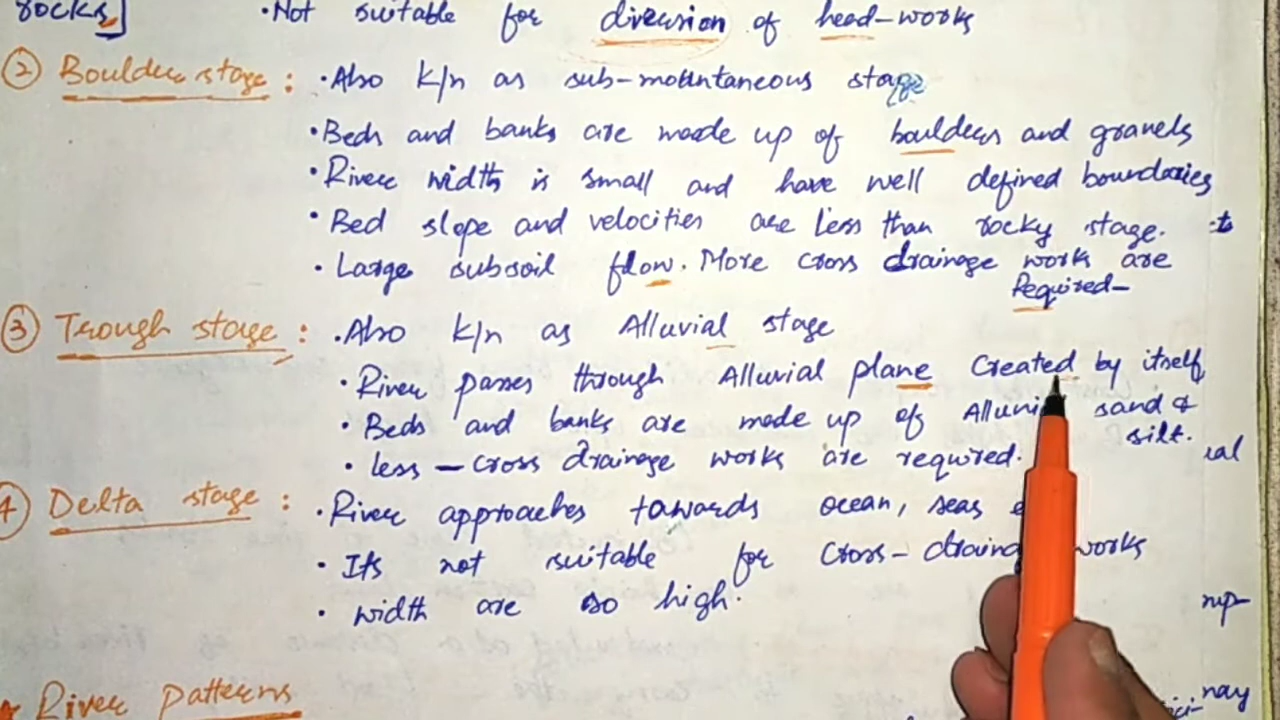 rocks] • Not suitable for diversion of head-works
② Boulder stage : • Also k/n as sub-mountaneous stage
• Beds and banks are made up of boulders and gravels
• River width is small and have well defined boundaries
• Bed slope and velocities are less than rocky stage.
• Large subsoil flow. More cross drainage works are
Required-
③ Trough stage : • Also k/n as Alluvial stage
• River passes through Alluvial plane Created by itself
• Beds and banks are made up of Alluvi sand &
silt.
• less - cross drainage works are required.
④ Delta stage : • River approaches towards ocean, seas
• Its not suitable for Cross-drainag works
• width are so high.
River Patterns